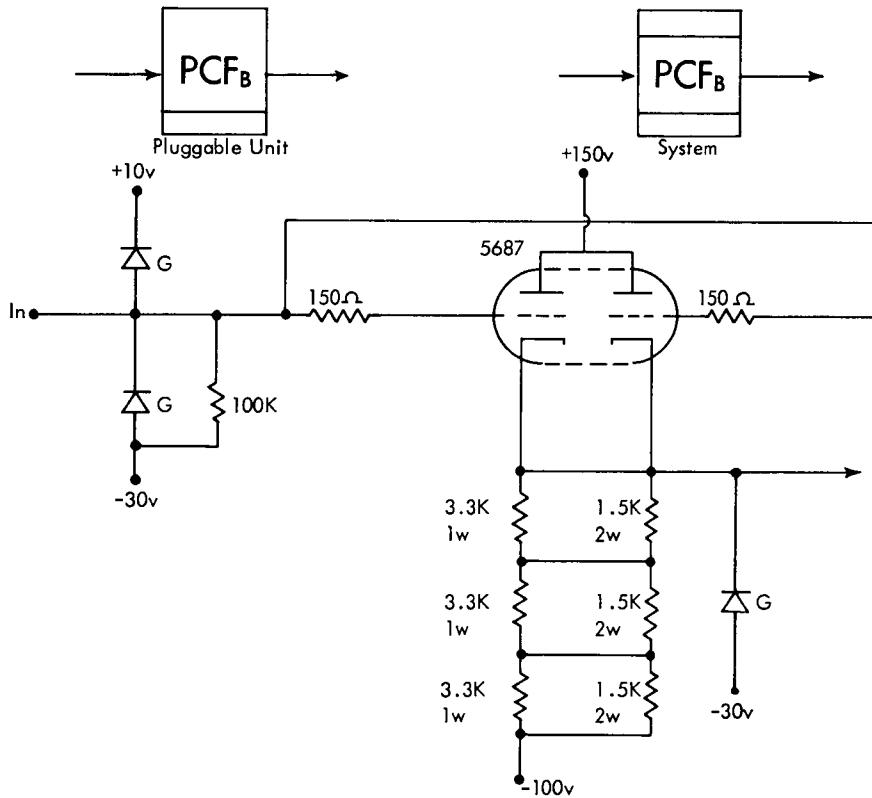 PCFB
PCFB
Pluggable Unit
System
+10v
+150v
5687
G
150Ω
150 Ω
In
G
100K
-30v
3.3K
1w
1.5K
2w
3.3K
1w
1.5K
2w
G
3.3K
1w
1.5K
2w
-30v
-100v